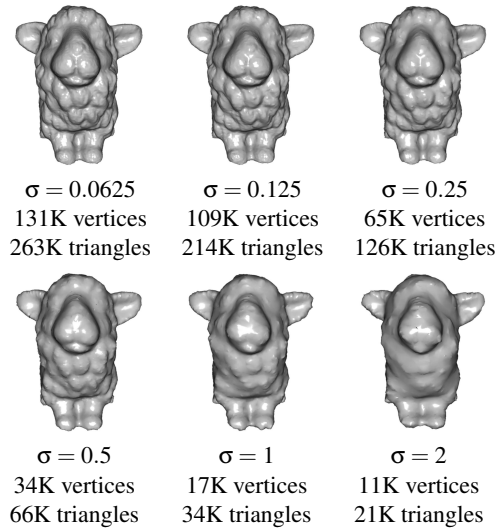 σ = 0.0625
131K vertices
263K triangles
σ = 0.125
109K vertices
214K triangles
σ = 0.25
65K vertices
126K triangles
σ = 0.5
34K vertices
66K triangles
σ = 1
17K vertices
34K triangles
σ = 2
11K vertices
21K triangles